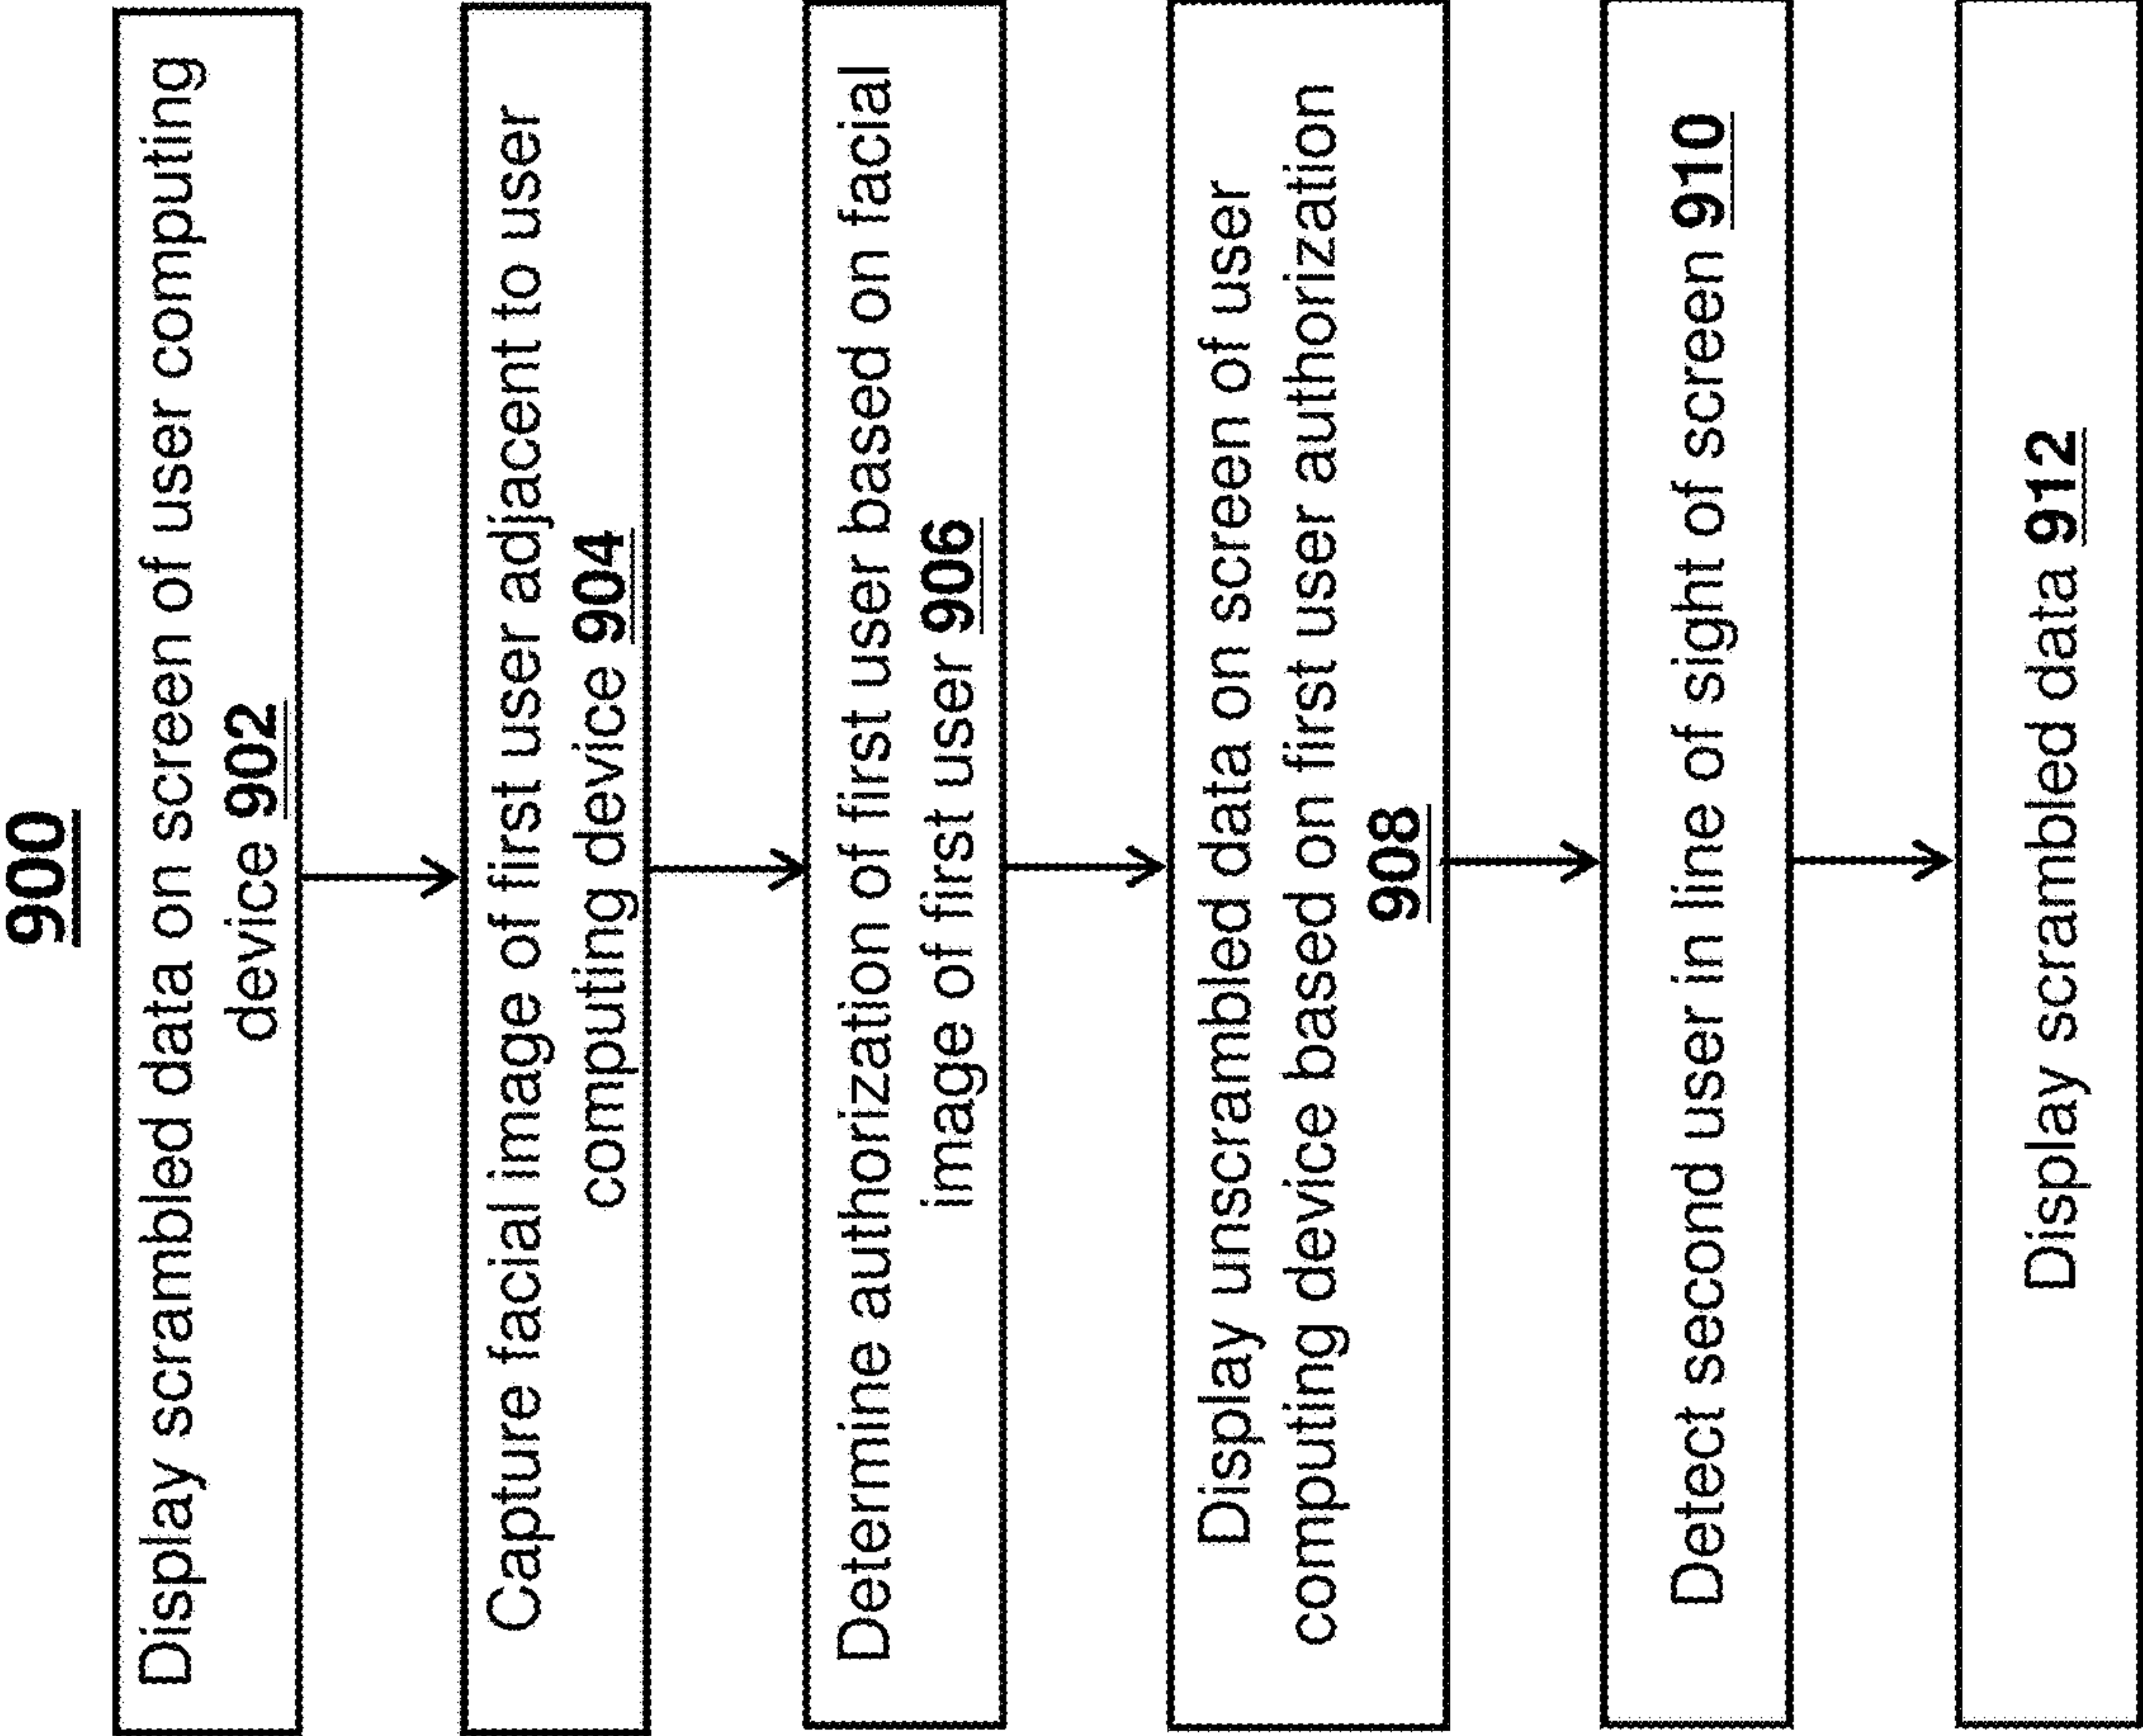 900
Display scrambled data on screen of user computing
device 902
Capture facial image of first user adjacent to user
computing device 904
Determine authorization of first user based on facial
image of first user 906
Display unscrambled data on screen of user
computing device based on first user authorization
908
Detect second user in line of sight of screen 910
Display scrambled data 912